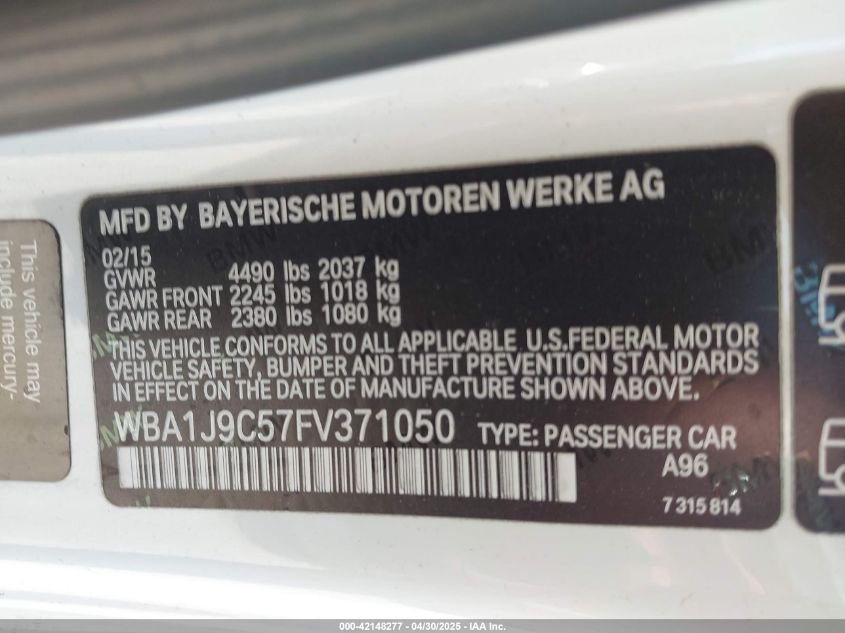 This vehicle may
include mercury-
MFD BY BAYERISCHE MOTOREN WERKE AG
02/15
GVWR 4490 lbs 2037 kg
GAWR FRONT 2245 lbs 1018 kg
GAWR REAR 2380 lbs 1080 kg
THIS VEHICLE CONFORMS TO ALL APPLICABLE U.S.FEDERAL MOTOR
VEHICLE SAFETY, BUMPER AND THEFT PREVENTION STANDARDS
IN EFFECT ON THE DATE OF MANUFACTURE SHOWN ABOVE.
WBA1J9C57FV371050 TYPE: PASSENGER CAR
A96
7 315 814
000-42148277 - 04/30/2025 - IAA Inc.